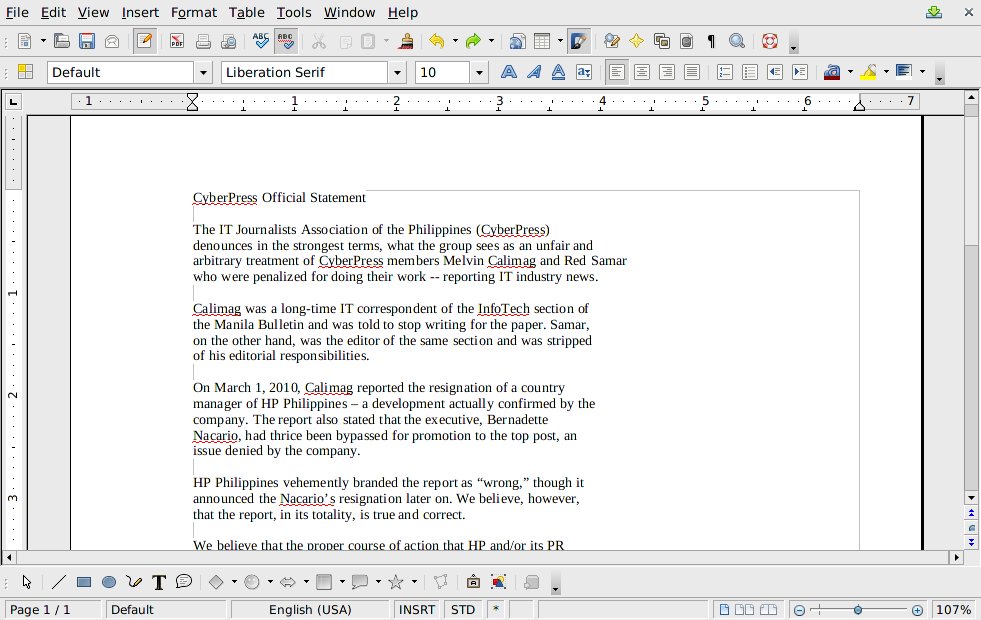 File Edit View Insert Format Table Tools Window Help
Default Liberation Serif 10
1 1 2 3 4 5 6 7
CyberPress Official Statement
The IT Journalists Association of the Philippines (CyberPress)
denounces in the strongest terms, what the group sees as an unfair and
arbitrary treatment of CyberPress members Melvin Calimag and Red Samar
who were penalized for doing their work -- reporting IT industry news.
Calimag was a long-time IT correspondent of the InfoTech section of
the Manila Bulletin and was told to stop writing for the paper. Samar,
on the other hand, was the editor of the same section and was stripped
of his editorial responsibilities.
On March 1, 2010, Calimag reported the resignation of a country
manager of HP Philippines – a development actually confirmed by the
company. The report also stated that the executive, Bernadette
Nacario, had thrice been bypassed for promotion to the top post, an
issue denied by the company.
HP Philippines vehemently branded the report as “wrong,” though it
announced the Nacario’s resignation later on. We believe, however,
that the report, in its totality, is true and correct.
We believe that the proper course of action that HP and/or its PR
1
2
3
Page 1 / 1 Default English (USA) INSRT STD * 107%